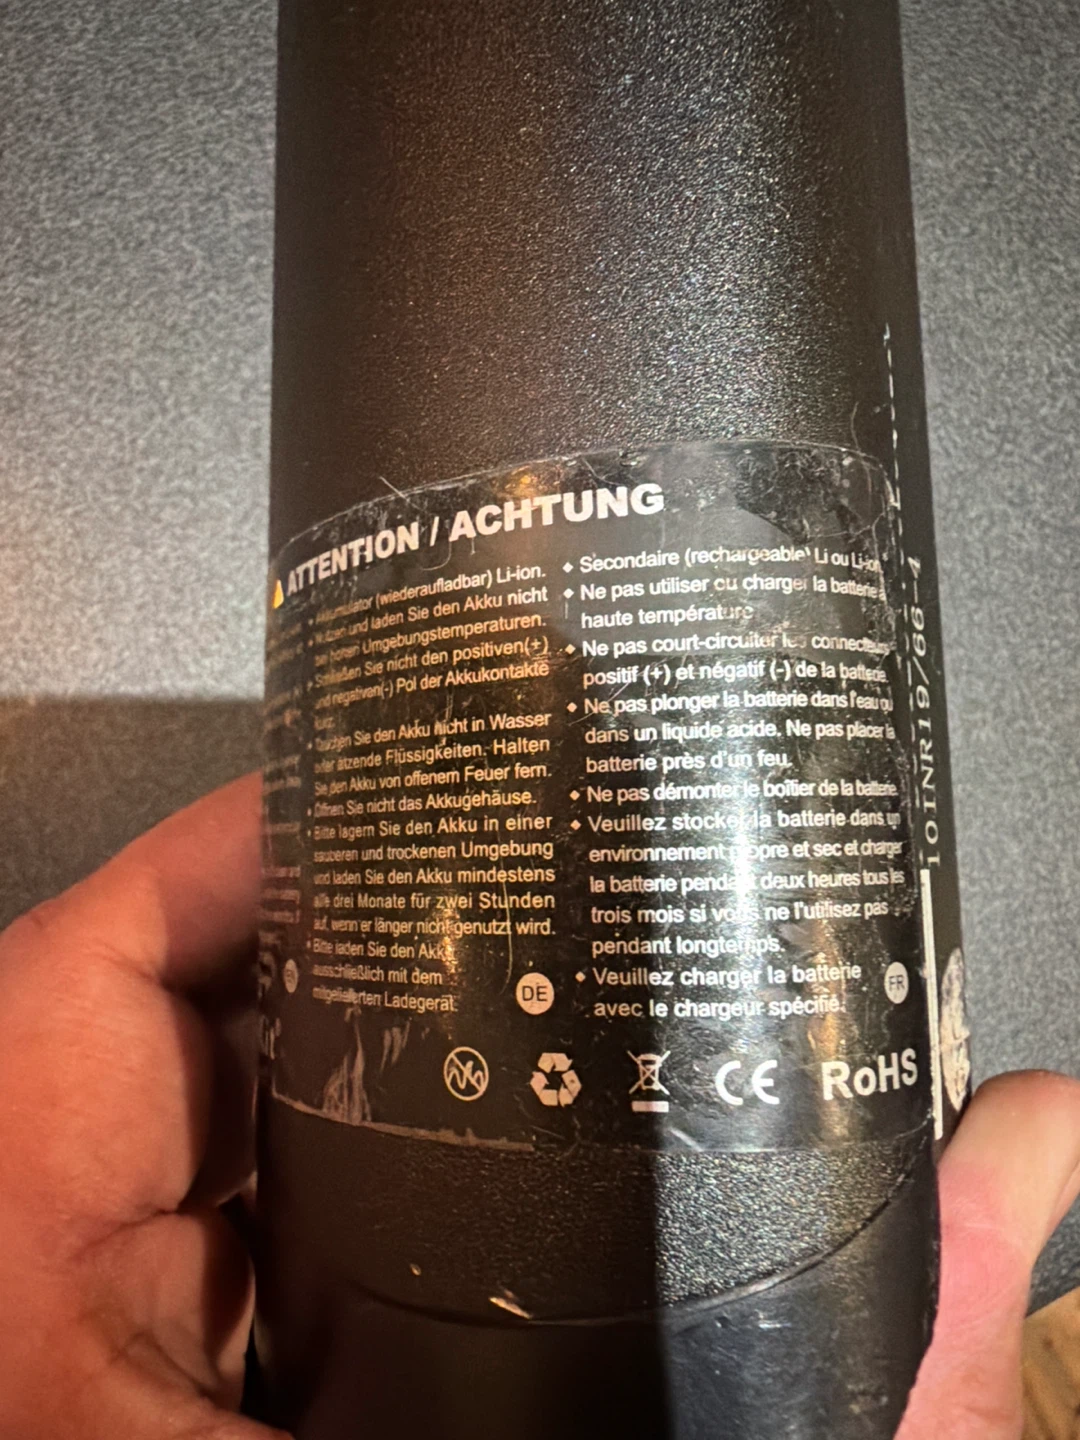 ATTENTION / ACHTUNG
Akkumulator (wiederaufladbar) Li-ion.
Nutzen und laden Sie den Akku nicht
bei hohen Umgebungstemperaturen.
Schließen Sie nicht den positiven(+)
und negativen(-) Pol der Akkukontakte
kurz.
Tauchen Sie den Akku nicht in Wasser
oder ätzende Flüssigkeiten. Halten
Sie den Akku von offenem Feuer fern.
Öffnen Sie nicht das Akkugehäuse.
Bitte lagern Sie den Akku in einer
sauberen und trockenen Umgebung
und laden Sie den Akku mindestens
alle drei Monate für zwei Stunden
auf, wenn er länger nicht genutzt wird.
Bitte laden Sie den Akku
ausschließlich mit dem
mitgelieferten Ladegerät
DE
Secondaire (rechargeable) Li ou Li-ion
Ne pas utiliser ou charger la batterie à
haute température
Ne pas court-circuiter les connecteurs
positif (+) et négatif (-) de la batterie.
Ne pas plonger la batterie dans l'eau ou
dans un liquide acide. Ne pas placer la
batterie près d'un feu.
Ne pas démonter le boîtier de la batterie.
Veuillez stocker la batterie dans un
environnement propre et sec et charger
la batterie pendant deux heures tous les
trois mois si vous ne l'utilisez pas
pendant longtemps.
Veuillez charger la batterie
avec le chargeur spécifié.
FR
CE RoHS
10INR19/66-4